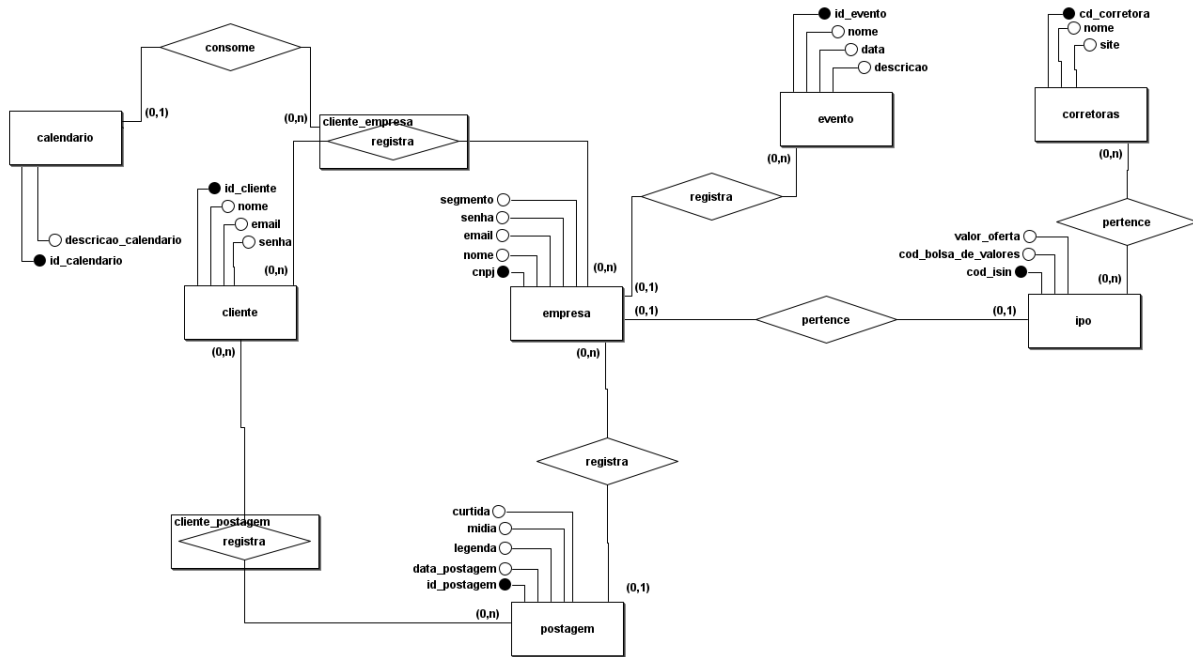 consome
(0,1)
(0,n)
calendario
descricao_calendario
id_calendario
cliente_empresa
registra
id_cliente
nome
email
senha
(0,n)
cliente
(0,n)
segmento
senha
email
nome
cnpj
(0,n)
(0,1)
(0,1)
empresa
(0,n)
id_evento
nome
data
descricao
evento
(0,n)
registra
cd_corretora
nome
site
corretoras
(0,n)
pertence
valor_oferta
cod_bolsa_de_valores
cod_isin
(0,n)
(0,1)
ipo
pertence
registra
cliente_postagem
registra
curtida
midia
legenda
data_postagem
id_postagem
(0,1)
(0,n)
postagem